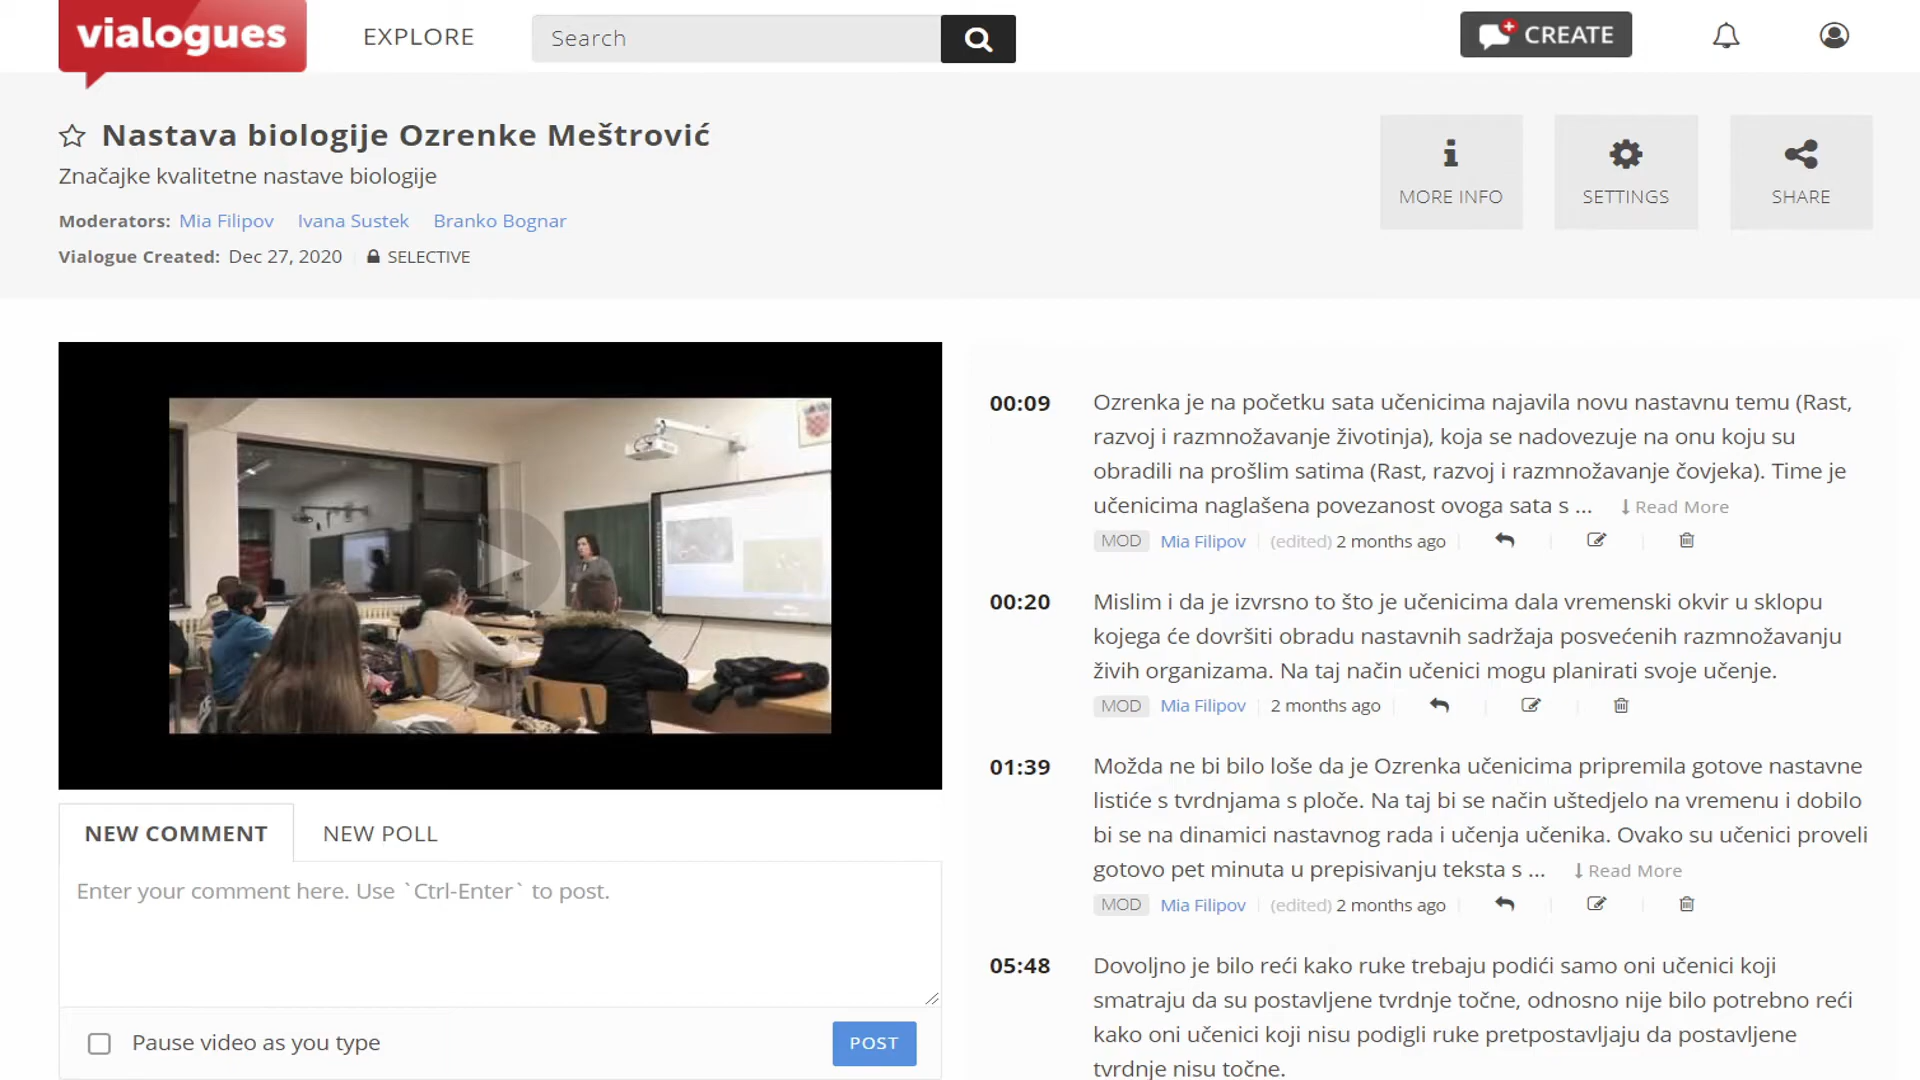 vialogues
EXPLORE
Search
CREATE
Nastava biologije Ozrenke Meštrović
Značajke kvalitetne nastave biologije
Moderators: Mia Filipov Ivana Sustek Branko Bognar
Vialogue Created: Dec 27, 2020 SELECTIVE
MORE INFO
SETTINGS
SHARE
NEW COMMENT
NEW POLL
Enter your comment here. Use `Ctrl-Enter` to post.
Pause video as you type
POST
00:09
Ozrenka je na početku sata učenicima najavila novu nastavnu temu (Rast,
razvoj i razmnožavanje životinja), koja se nadovezuje na onu koju su
obradili na prošlim satima (Rast, razvoj i razmnožavanje čovjeka). Time je
učenicima naglašena povezanost ovoga sata s ... Read More
MOD Mia Filipov (edited) 2 months ago
00:20
Mislim i da je izvrsno to što je učenicima dala vremenski okvir u sklopu
kojega će dovršiti obradu nastavnih sadržaja posvećenih razmnožavanju
živih organizama. Na taj način učenici mogu planirati svoje učenje.
MOD Mia Filipov 2 months ago
01:39
Možda ne bi bilo loše da je Ozrenka učenicima pripremila gotove nastavne
listiće s tvrdnjama s ploče. Na taj bi se način uštedjelo na vremenu i dobilo
bi se na dinamici nastavnog rada i učenja učenika. Ovako su učenici proveli
gotovo pet minuta u prepisivanju teksta s ... Read More
MOD Mia Filipov (edited) 2 months ago
05:48
Dovoljno je bilo reći kako ruke trebaju podići samo oni učenici koji
smatraju da su postavljene tvrdnje točne, odnosno nije bilo potrebno reći
kako oni učenici koji nisu podigli ruke pretpostavljaju da postavljene
tvrdnje nisu točne.